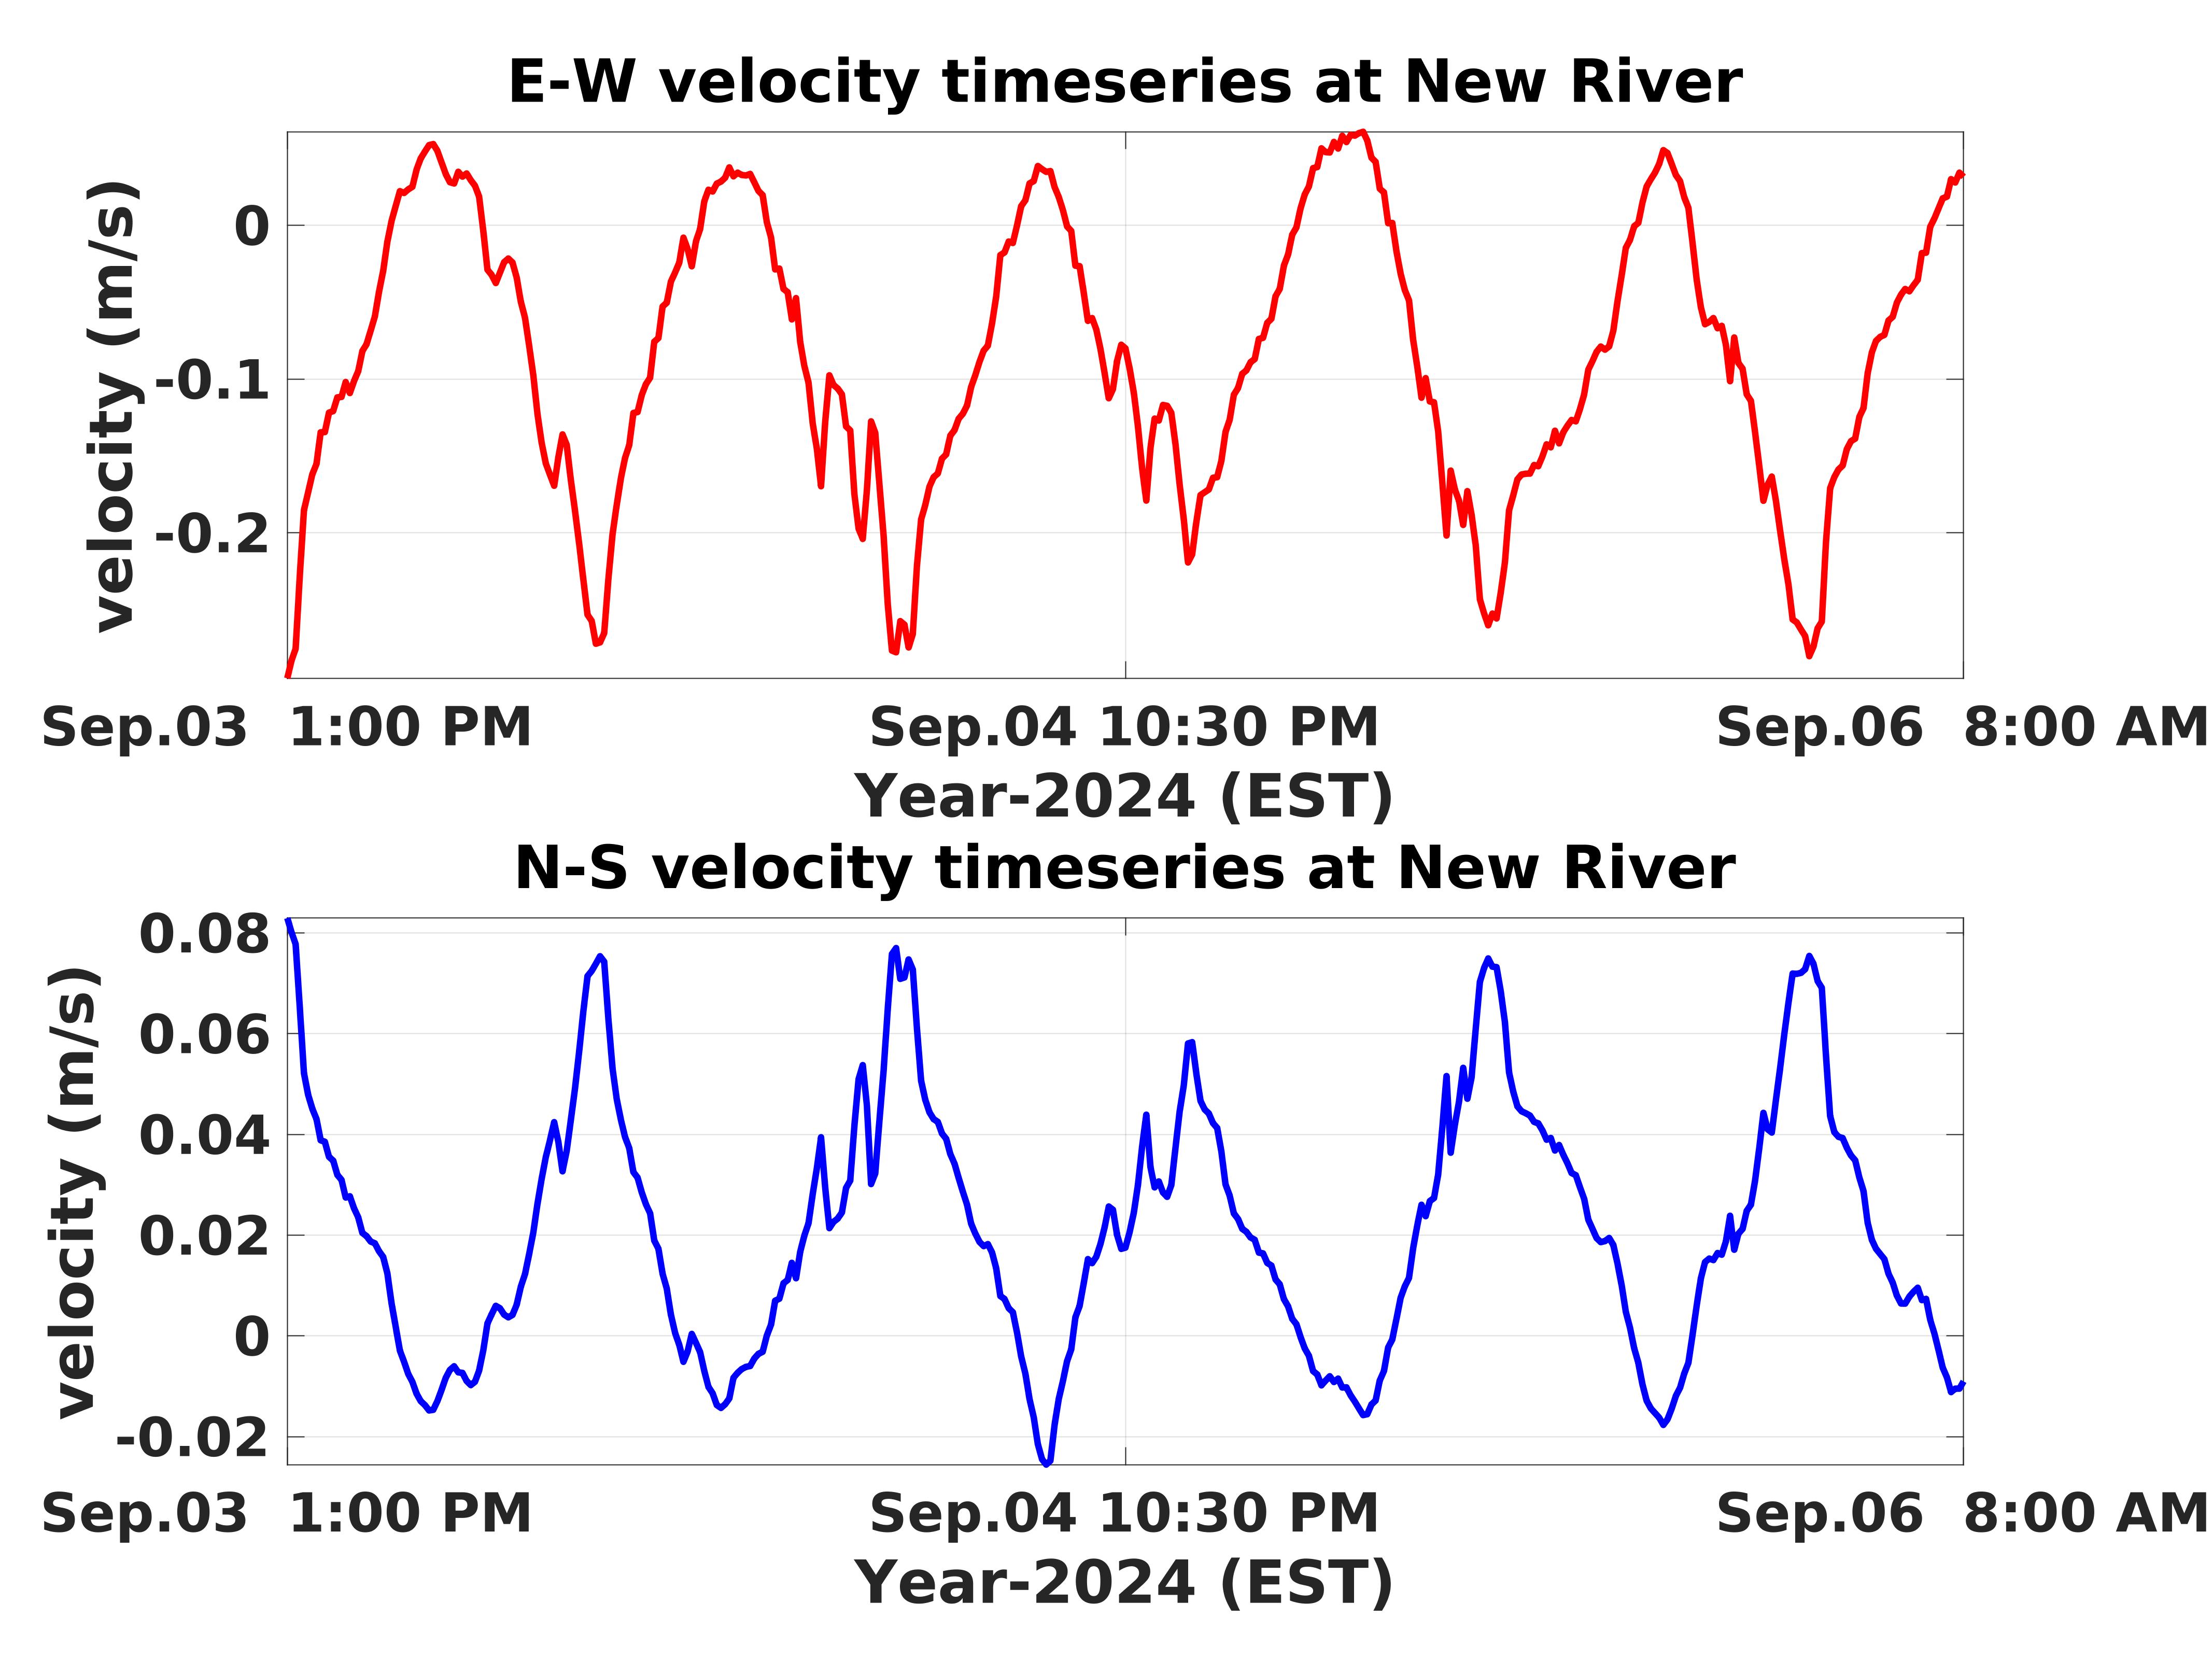 E-W velocity timeseries at New River
velocity (m/s)
0
-0.1
-0.2
Sep.03 1:00 PM Sep.04 10:30 PM Sep.06 8:00 AM
Year-2024 (EST)
N-S velocity timeseries at New River
velocity (m/s)
0.08
0.06
0.04
0.02
0
-0.02
Sep.03 1:00 PM Sep.04 10:30 PM Sep.06 8:00 AM
Year-2024 (EST)